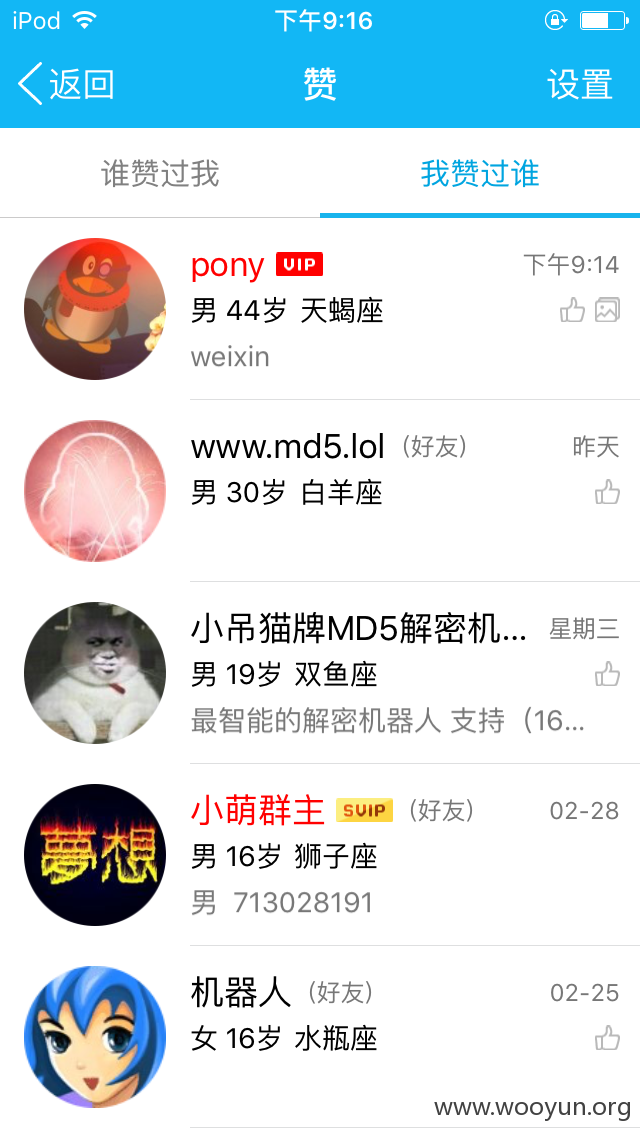 iPod 下午9:16
返回 赞 设置
谁赞过我 我赞过谁
pony VIP 下午9:14
男 44岁 天蝎座
weixin
www.md5.lol (好友) 昨天
男 30岁 白羊座
小吊猫牌MD5解密机... 星期三
男 19岁 双鱼座
最智能的解密机器人 支持（16...
小萌群主 SVIP (好友) 02-28
男 16岁 狮子座
男 713028191
夢想
机器人 (好友) 02-25
女 16岁 水瓶座
www.wooyun.org